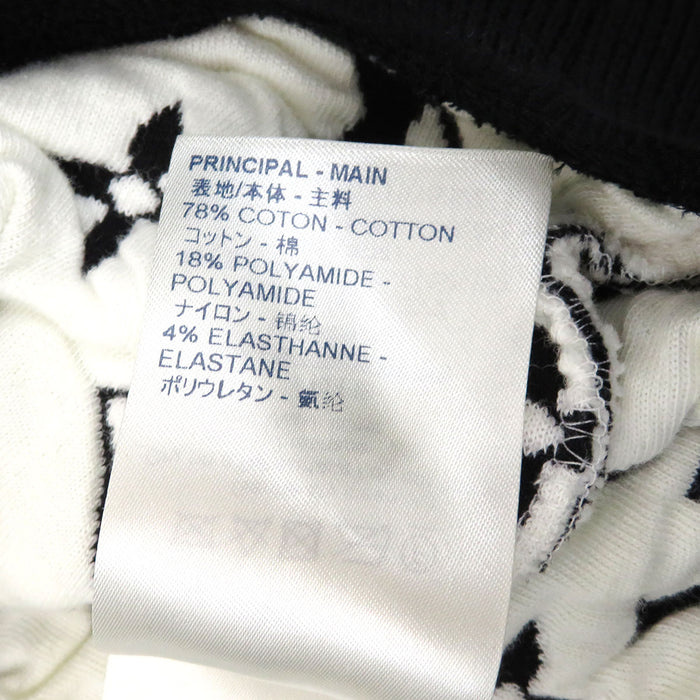 PRINCIPAL - MAIN
表地/本体 - 主料
78% COTON - COTTON
コットン - 棉
18% POLYAMIDE -
POLYAMIDE
ナイロン - 锦纶
4% ELASTHANNE -
ELASTANE
ポリウレタン - 氨纶